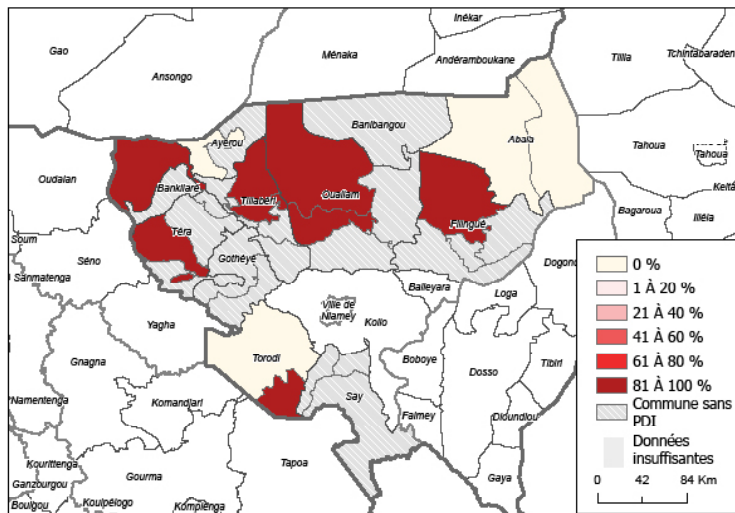 Inékar
Gao
Ménaka
Tillia
Tchintabaraden
Andéramboukane
Ansongo
Banibangou
Ayérou
Abala
Tahoua
Tahoua
Oudalan
Bankilaré
Tillabéri
Ouallam
Filingué
Keita
Bagaroua
Illéla
Téra
Gothèye
Soum
Séno
Dogond
Sanmatenga
Balleyara
Loga
Ville de
Niamey
Kollo
Yagha
Torodi
Gnagna
Boboye
Tibiri
Dosso
Say
Namentenga
Komandjari
Falmey
Dioundiou
Kourittenga
Gourma
Tapoa
Ganzourgou
Gaya
Boulgou
Koulpélogo
Kompienga
0 %
1 À 20 %
21 À 40 %
41 À 60 %
61 À 80 %
81 À 100 %
Commune sans
PDI
Données
insuffisantes
0 42 84 Km